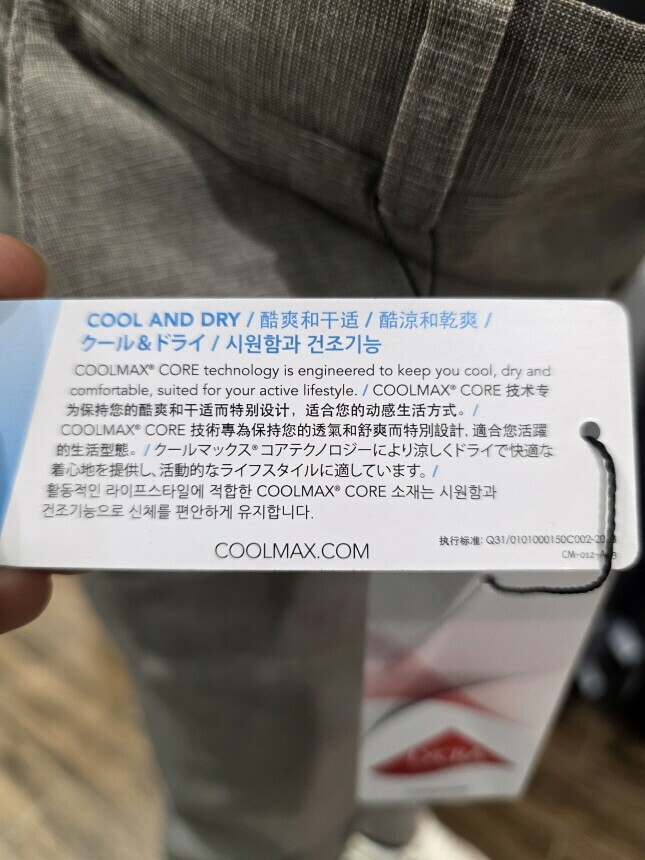 COOL AND DRY / 酷爽和干适 / 酷涼和乾爽 /
クール＆ドライ / 시원함과 건조기능
COOLMAX® CORE technology is engineered to keep you cool, dry and
comfortable, suited for your active lifestyle. / COOLMAX® CORE 技术专
为保持您的酷爽和干适而特别设计，适合您的动感生活方式。/
COOLMAX® CORE 技術專為保持您的透氣和舒爽而特別設計, 適合您活躍
的生活型態。/ クールマックス® コアテクノロジーにより涼しくドライで快適な
着心地を提供し、活動的なライフスタイルに適しています。/
활동적인 라이프스타일에 적합한 COOLMAX® CORE 소재는 시원함과
건조기능으로 신체를 편안하게 유지합니다.
COOLMAX.COM
执行标准: Q31/0101000150C002